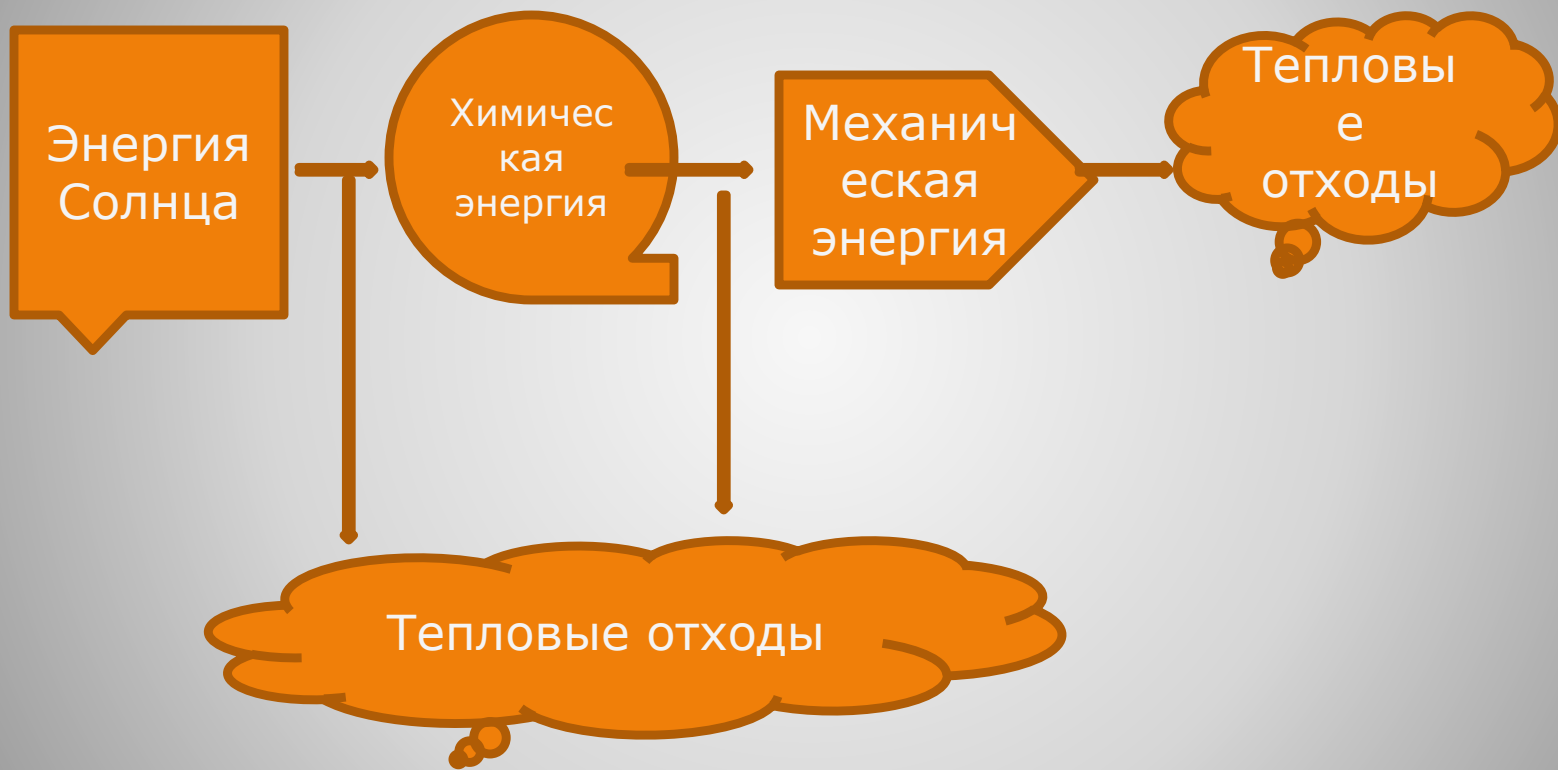 Энергия
Солнца
Химичес
кая
энергия
Механич
еская
энергия
Тепловы
е
отходы
Тепловые отходы